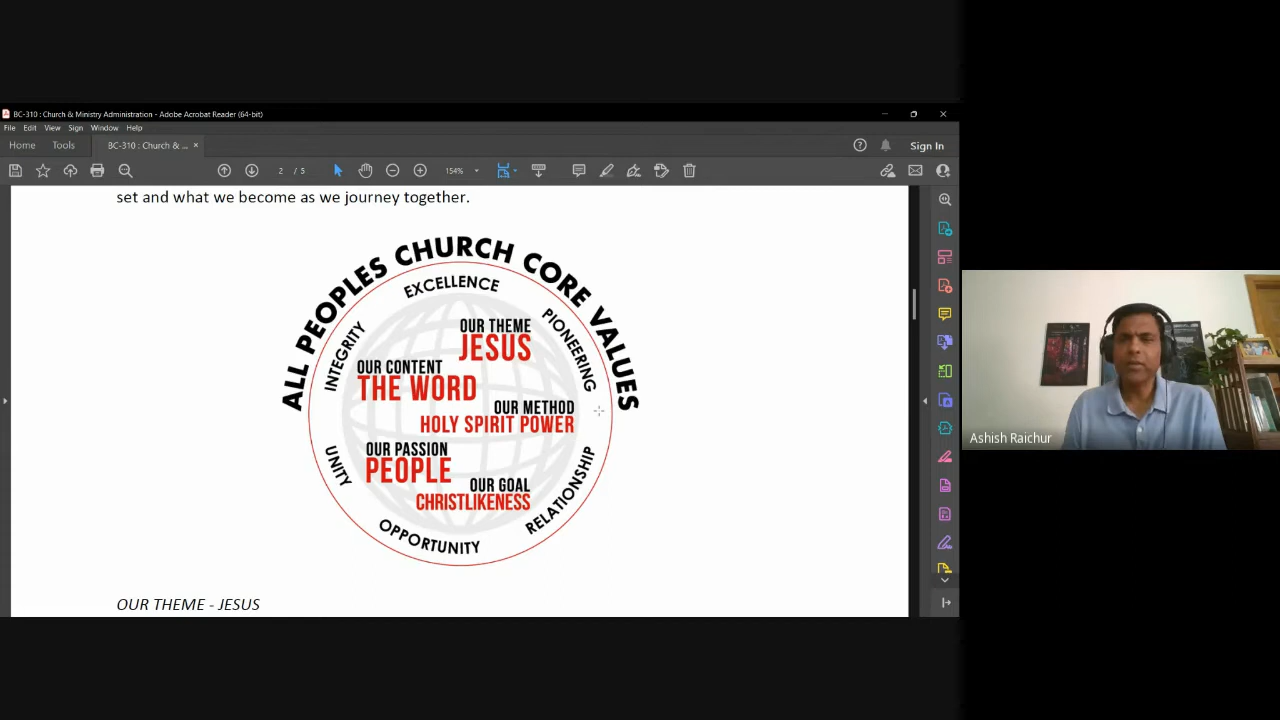 BC-310 : Church & Ministry Administration - Adobe Acrobat Reader (64-bit)
File Edit View Sign Window Help
Home Tools BC-310 : Church & ... ×
Sign In
2 / 5
154%
set and what we become as we journey together.
ALL PEOPLES CHURCH CORE VALUES
EXCELLENCE
PIONEERING
INTEGRITY
OUR THEME
JESUS
OUR CONTENT
THE WORD
OUR METHOD
HOLY SPIRIT POWER
OUR PASSION
PEOPLE
OUR GOAL
CHRISTLIKENESS
UNITY
RELATIONSHIP
OPPORTUNITY
OUR THEME - JESUS
Ashish Raichur